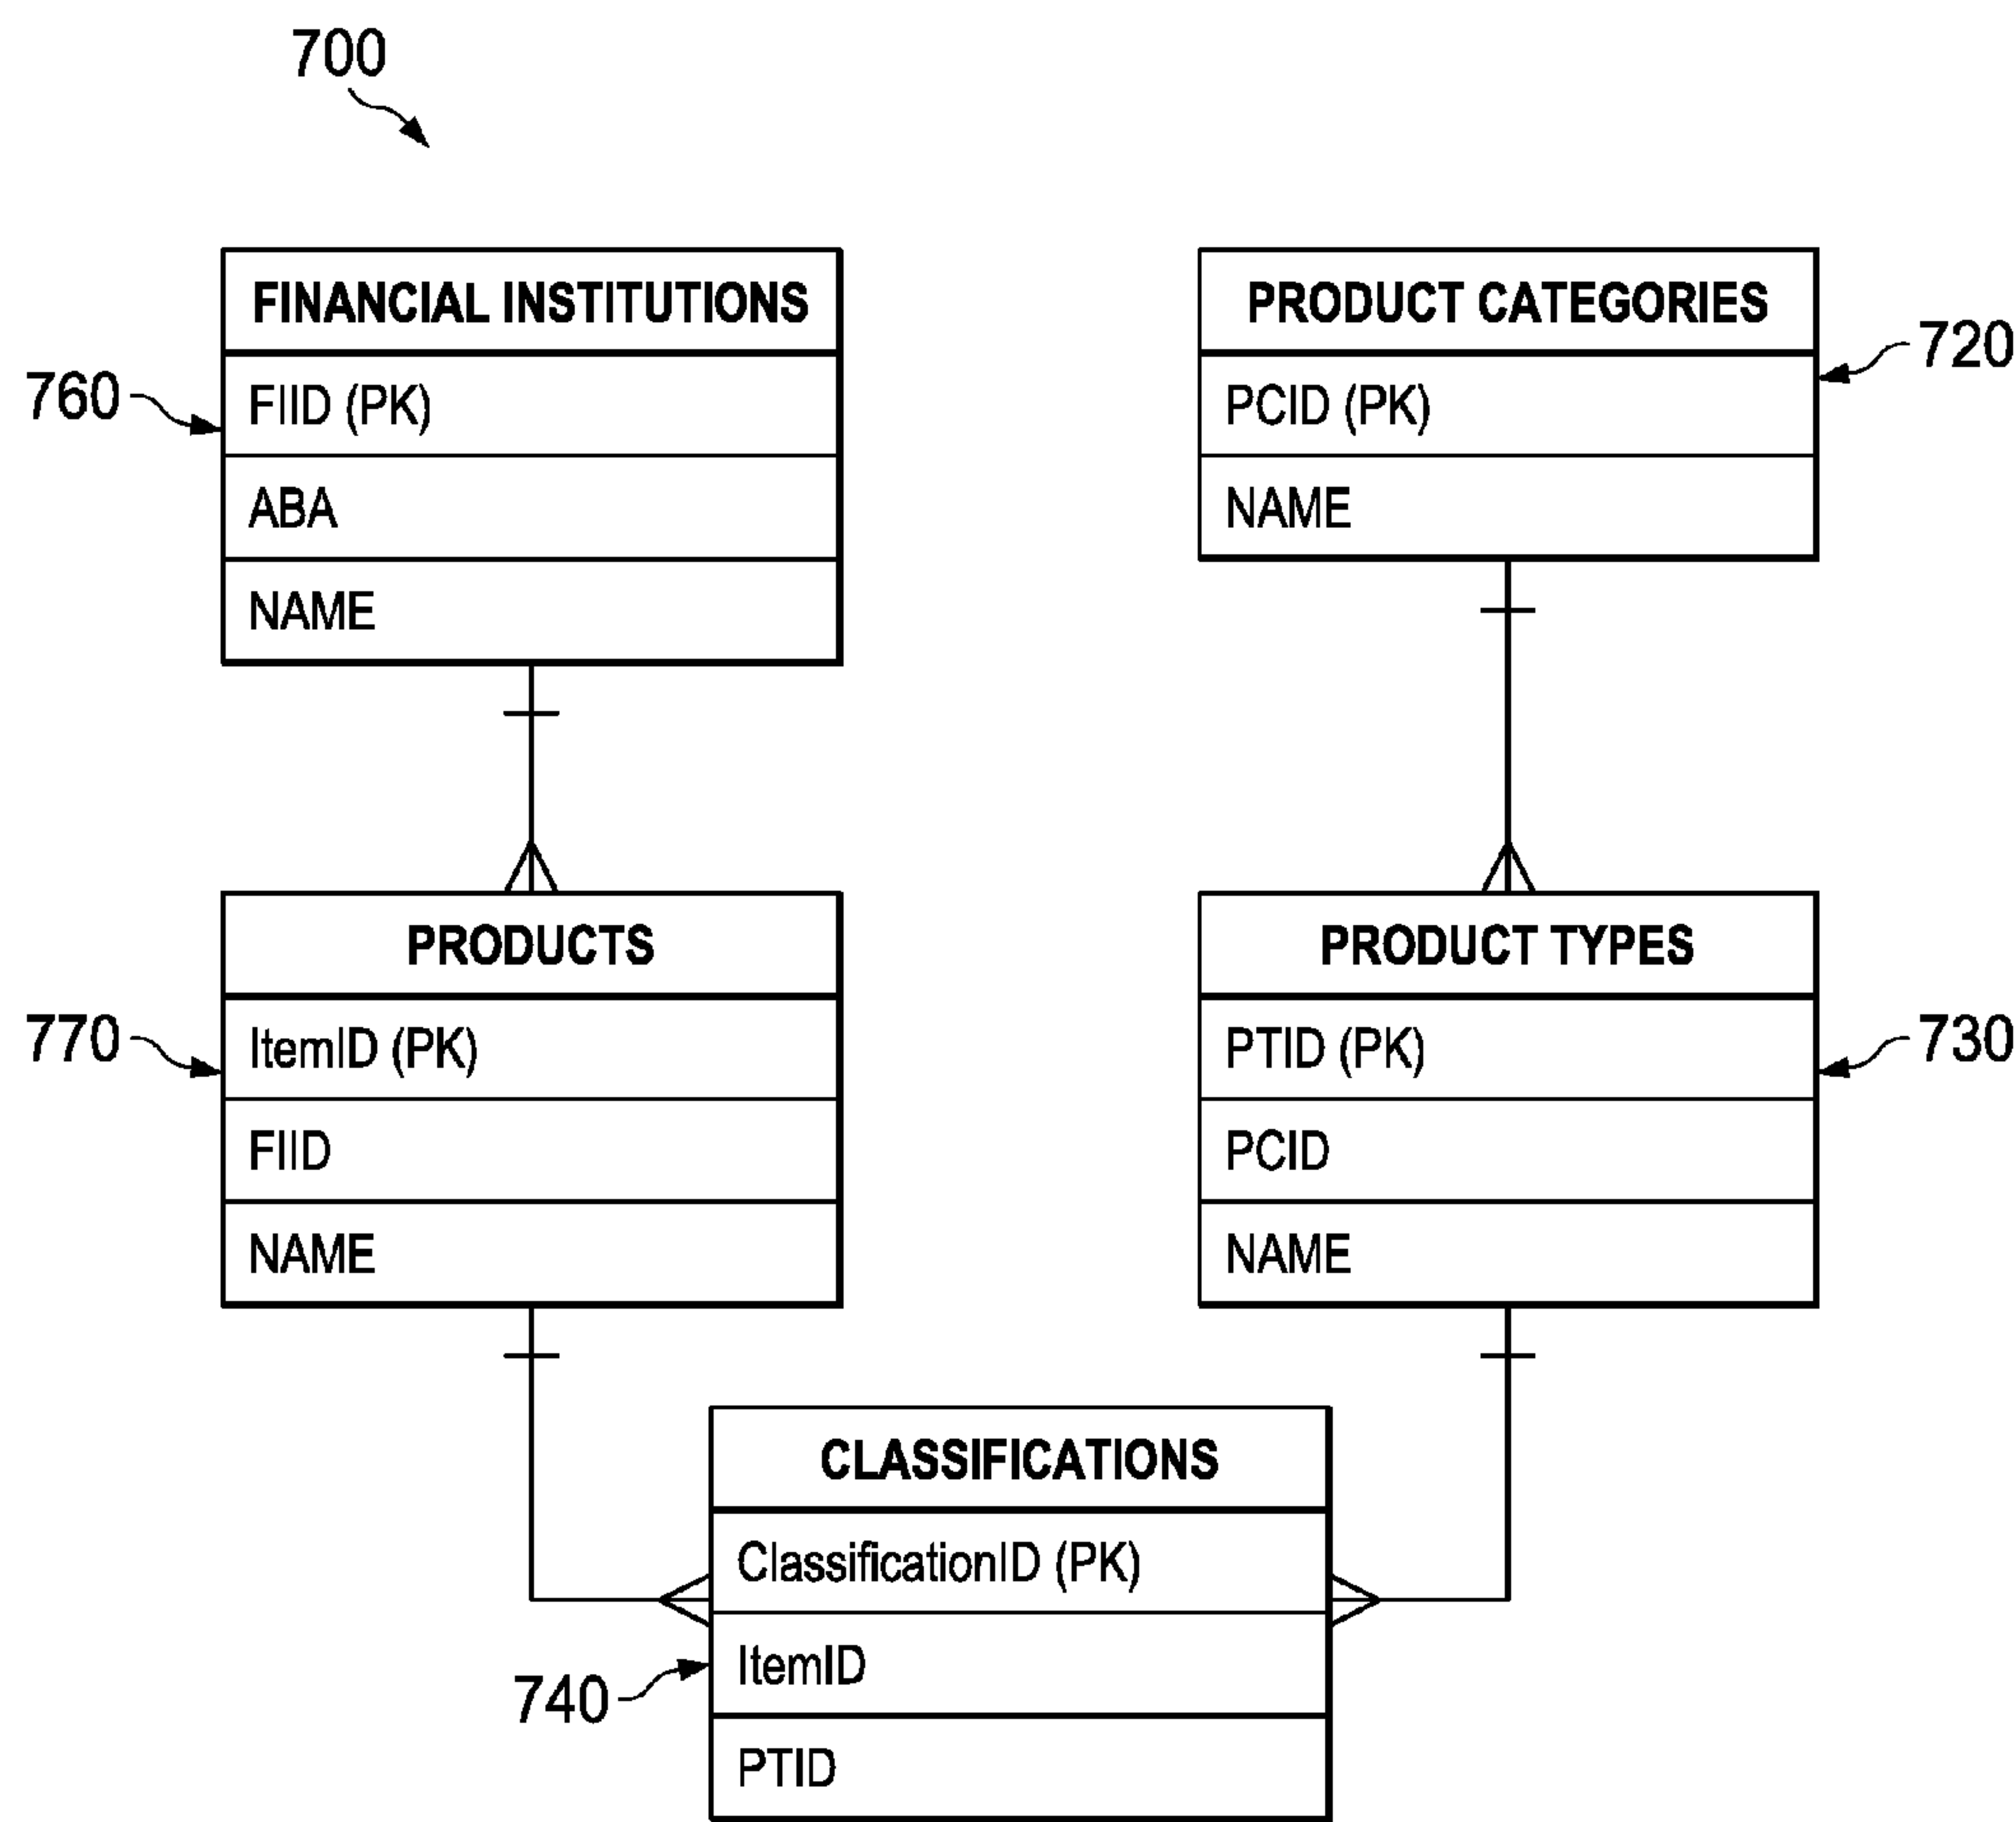 700
FINANCIAL INSTITUTIONS
760
FIID (PK)
ABA
NAME
PRODUCT CATEGORIES
720
PCID (PK)
NAME
PRODUCTS
770
ItemID (PK)
FIID
NAME
PRODUCT TYPES
730
PTID (PK)
PCID
NAME
CLASSIFICATIONS
ClassificationID (PK)
740
ItemID
PTID